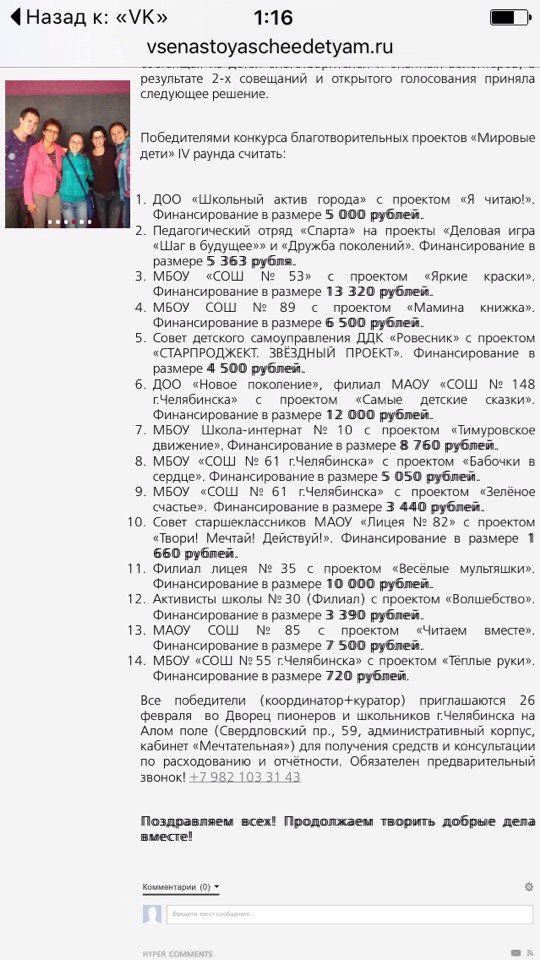 Назад к: «VK» 1:16
vsenastoyascheedetyam.ru
результате 2-х совещаний и открытого голосования приняла
следующее решение.
Победителями конкурса благотворительных проектов «Мировые
дети» IV раунда считать:
1. ДОО «Школьный актив города» с проектом «Я читаю!».
Финансирование в размере 5 000 рублей.
2. Педагогический отряд «Спарта» на проекты «Деловая игра
«Шаг в будущее»» и «Дружба поколений». Финансирование в
размере 5 363 рубля.
3. МБОУ «СОШ № 53» с проектом «Яркие краски».
Финансирование в размере 13 320 рублей.
4. МБОУ СОШ № 89 с проектом «Мамина книжка».
Финансирование в размере 6 500 рублей.
5. Совет детского самоуправления ДДК «Ровесник» с проектом
«СТАРПРОДЖЕКТ. ЗВЁЗДНЫЙ ПРОЕКТ». Финансирование в
размере 4 500 рублей.
6. ДОО «Новое поколение», филиал МАОУ «СОШ № 148
г.Челябинска» с проектом «Самые детские сказки».
Финансирование в размере 12 000 рублей.
7. МБОУ Школа-интернат № 10 с проектом «Тимуровское
движение». Финансирование в размере 8 760 рублей.
8. МБОУ «СОШ № 61 г.Челябинска» с проектом «Бабочки в
сердце». Финансирование в размере 5 050 рублей.
9. МБОУ «СОШ № 61 г.Челябинска» с проектом «Зелёное
счастье». Финансирование в размере 3 440 рублей.
10. Совет старшеклассников МАОУ «Лицея № 82» с проектом
«Твори! Мечтай! Действуй!». Финансирование в размере 1
660 рублей.
11. Филиал лицея № 35 с проектом «Весёлые мультяшки».
Финансирование в размере 10 000 рублей.
12. Активисты школы № 30 (Филиал) с проектом «Волшебство».
Финансирование в размере 3 390 рублей.
13. МАОУ СОШ № 85 с проектом «Читаем вместе».
Финансирование в размере 7 500 рублей.
14. МБОУ «СОШ № 55 г.Челябинска» с проектом «Тёплые руки».
Финансирование в размере 720 рублей.
Все победители (координатор+куратор) приглашаются 26
февраля во Дворец пионеров и школьников г.Челябинска на
Алом поле (Свердловский пр., 59, административный корпус,
кабинет «Мечтательная») для получения средств и консультации
по расходованию и отчётности. Обязателен предварительный
звонок! +7 982 103 31 43
Поздравляем всех! Продолжаем творить добрые дела
вместе!
Комментарии (0)
Введите текст сообщения...
HYPER COMMENTS